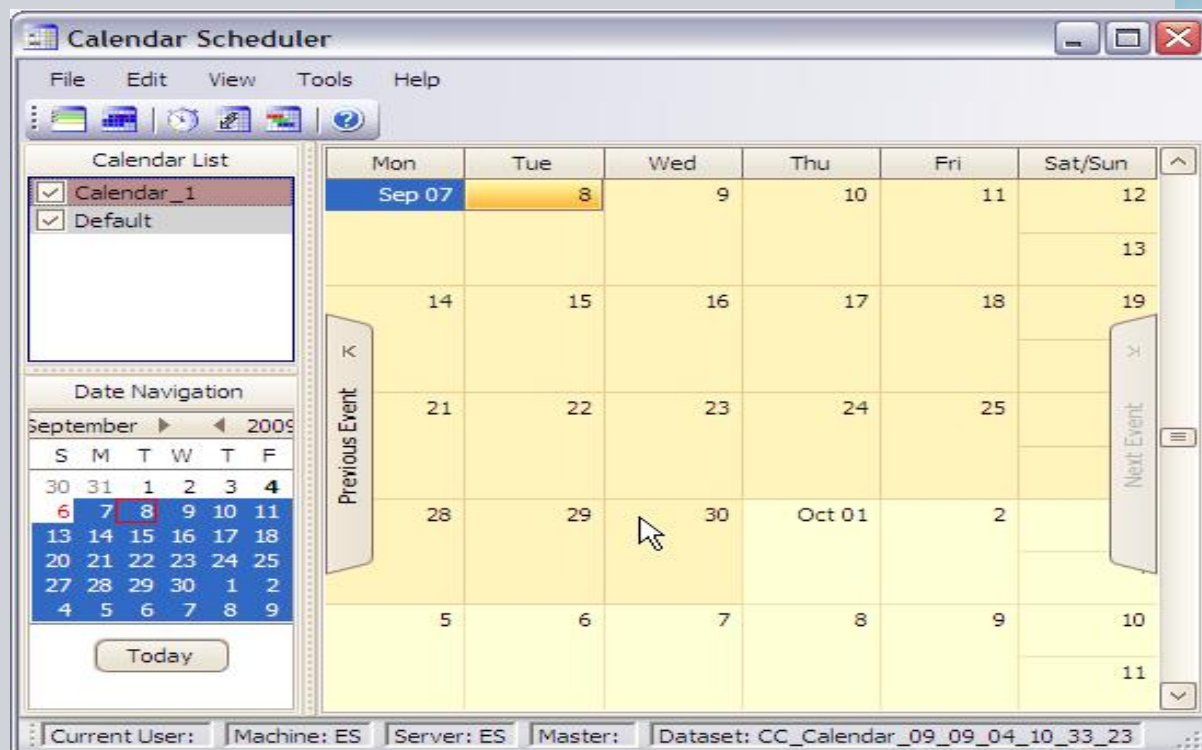 Calendar Scheduler
File Edit View Tools Help
Calendar List
Calendar_1
Default
Date Navigation
September 2009
S M T W T F
30 31 1 2 3 4
6 7 8 9 10 11
13 14 15 16 17 18
20 21 22 23 24 25
27 28 29 30 1 2
4 5 6 7 8 9
Today
Mon Tue Wed Thu Fri Sat/Sun
Sep 07 8 9 10 11 12
13
14 15 16 17 18 19
21 22 23 24 25
28 29 30 Oct 01 2
5 6 7 8 9 10
11
Previous Event
Next Event
Current User: Machine: ES Server: ES Master: Dataset: CC_Calendar_09_09_04_10_33_23